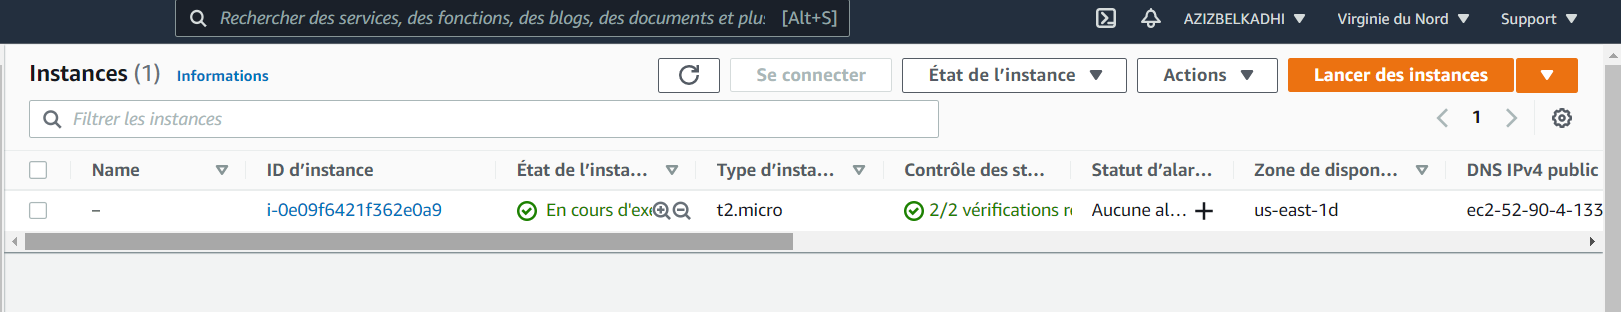 Rechercher des services, des fonctions, des blogs, des documents et plu: [Alt+S] AZIZBELKADHI Virginie du Nord Support
Instances (1) Informations Se connecter État de l'instance Actions Lancer des instances
Filtrer les instances 1
Name ID d'instance État de l'insta... Type d'insta... Contrôle des st... Statut d'alar... Zone de dispon... DNS IPv4 public
– i-0e09f6421f362e0a9 En cours d'exe t2.micro 2/2 vérifications r Aucune al... us-east-1d ec2-52-90-4-133